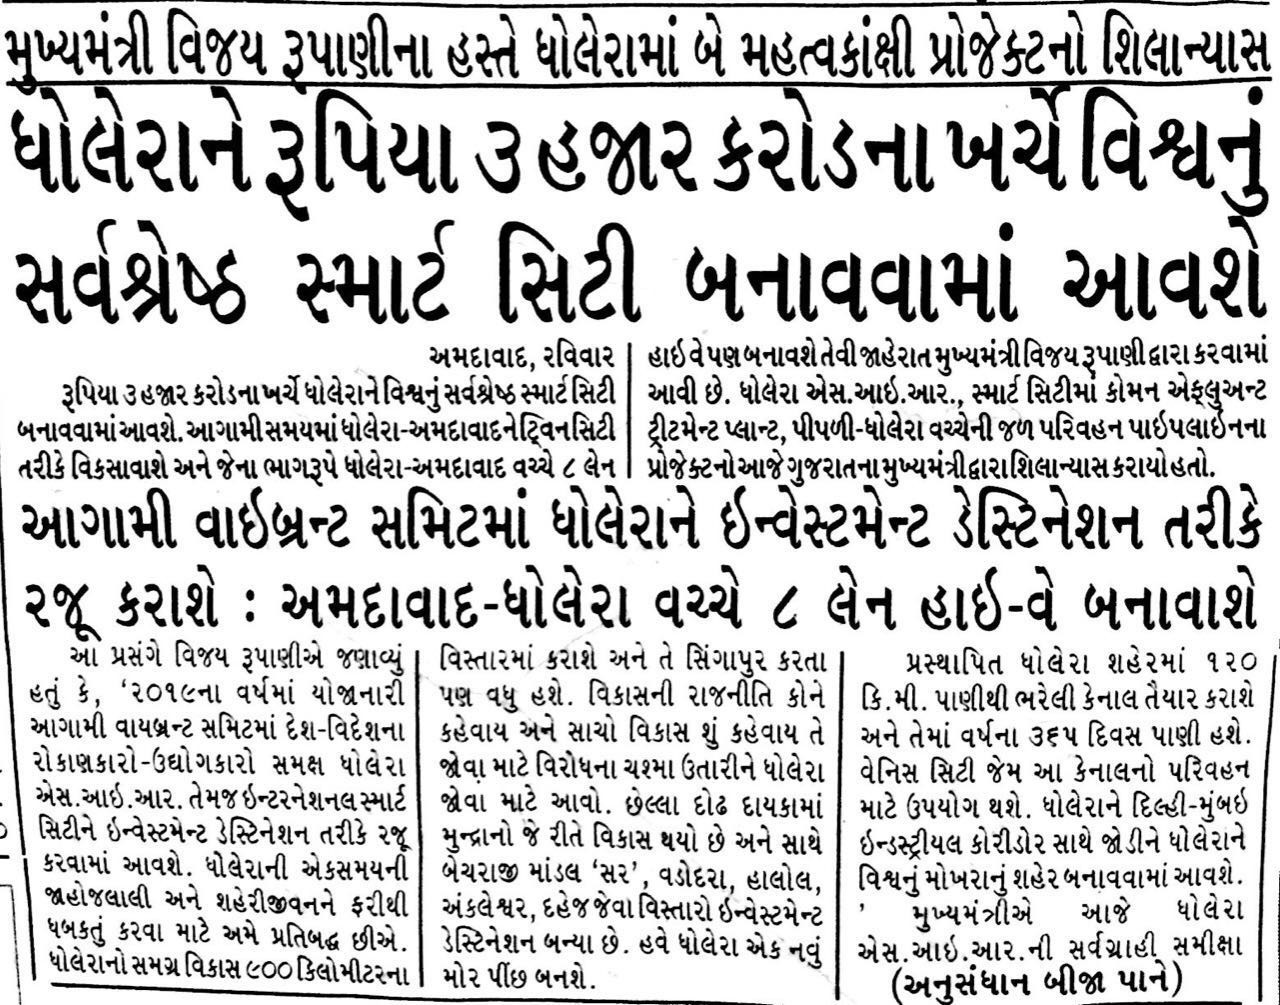 મુખ્યમંત્રી વિજય રૂપાણીના હસ્તે ધોલેરામાં બે મહત્વકાંક્ષી પ્રોજેક્ટનો શિલાન્યાસ
ધોલેરાને રૂપિયા ૩ હજાર કરોડના ખર્ચે વિશ્વનું
સર્વશ્રેષ્ઠ સ્માર્ટ સિટી બનાવવામાં આવશે
અમદાવાદ, રવિવાર
રૂપિયા ૩ હજાર કરોડના ખર્ચે ધોલેરાને વિશ્વનું સર્વશ્રેષ્ઠ સ્માર્ટ સિટી
બનાવવામાં આવશે. આગામી સમયમાં ધોલેરા-અમદાવાદને ટ્વિન સિટી
તરીકે વિકસાવાશે અને જેના ભાગરૂપે ધોલેરા-અમદાવાદ વચ્ચે ૮ લેન
હાઇ વે પણ બનાવશે તેવી જાહેરાત મુખ્યમંત્રી વિજય રૂપાણી દ્વારા કરવામાં
આવી છે. ધોલેરા એસ.આઇ.આર., સ્માર્ટ સિટીમાં કોમન એફ્લુઅન્ટ
ટ્રીટમેન્ટ પ્લાન્ટ, પીપળી-ધોલેરા વચ્ચેની જળ પરિવહન પાઇપલાઇનના
પ્રોજેક્ટનો આજે ગુજરાતના મુખ્યમંત્રી દ્વારા શિલાન્યાસ કરાયો હતો.
આગામી વાઇબ્રન્ટ સમિટમાં ધોલેરાને ઇન્વેસ્ટમેન્ટ ડેસ્ટિનેશન તરીકે
રજૂ કરાશે : અમદાવાદ-ધોલેરા વચ્ચે ૮ લેન હાઇ-વે બનાવાશે
આ પ્રસંગે વિજય રૂપાણીએ જણાવ્યું
હતું કે, ‘૨૦૧૯ના વર્ષમાં યોજાનારી
આગામી વાયબ્રન્ટ સમિટમાં દેશ-વિદેશના
રોકાણકારો-ઉદ્યોગકારો સમક્ષ ધોલેરા
એસ.આઇ.આર. તેમજ ઇન્ટરનેશનલ સ્માર્ટ
સિટીને ઇન્વેસ્ટમેન્ટ ડેસ્ટિનેશન તરીકે રજૂ
કરવામાં આવશે. ધોલેરાની એકસમયની
જાહોજલાલી અને શહેરીજીવનને ફરીથી
ધબકતું કરવા માટે અમે પ્રતિબદ્ધ છીએ.
ધોલેરાનો સમગ્ર વિકાસ ૯૦૦ કિલોમીટરના
વિસ્તારમાં કરાશે અને તે સિંગાપુર કરતા
પણ વધુ હશે. વિકાસની રાજનીતિ કોને
કહેવાય અને સાચો વિકાસ શું કહેવાય તે
જોવા માટે વિરોધના ચશ્મા ઉતારીને ધોલેરા
જોવા માટે આવો. છેલ્લા દોઢ દાયકામાં
મુન્દ્રાનો જે રીતે વિકાસ થયો છે અને સાથે
બેચરાજી માંડલ ‘સર’, વડોદરા, હાલોલ,
અંકલેશ્વર, દહેજ જેવા વિસ્તારો ઇન્વેસ્ટમેન્ટ
ડેસ્ટિનેશન બન્યા છે. હવે ધોલેરા એક નવું
મોર પીંછ બનશે.
પ્રસ્થાપિત ધોલેરા શહેરમાં ૧૨૦
કિ.મી. પાણીથી ભરેલી કેનાલ તૈયાર કરાશે
અને તેમાં વર્ષના ૩૬૫ દિવસ પાણી હશે.
વેનિસ સિટી જેમ આ કેનાલનો પરિવહન
માટે ઉપયોગ થશે. ધોલેરાને દિલ્હી-મુંબઇ
ઇન્ડસ્ટ્રીયલ કોરીડોર સાથે જોડીને ધોલેરાને
વિશ્વનું મોખરાનું શહેર બનાવવામાં આવશે.
’ મુખ્યમંત્રીએ આજે ધોલેરા
એસ.આઇ.આર.ની સર્વગ્રાહી સમીક્ષા
(અનુસંધાન બીજા પાને)